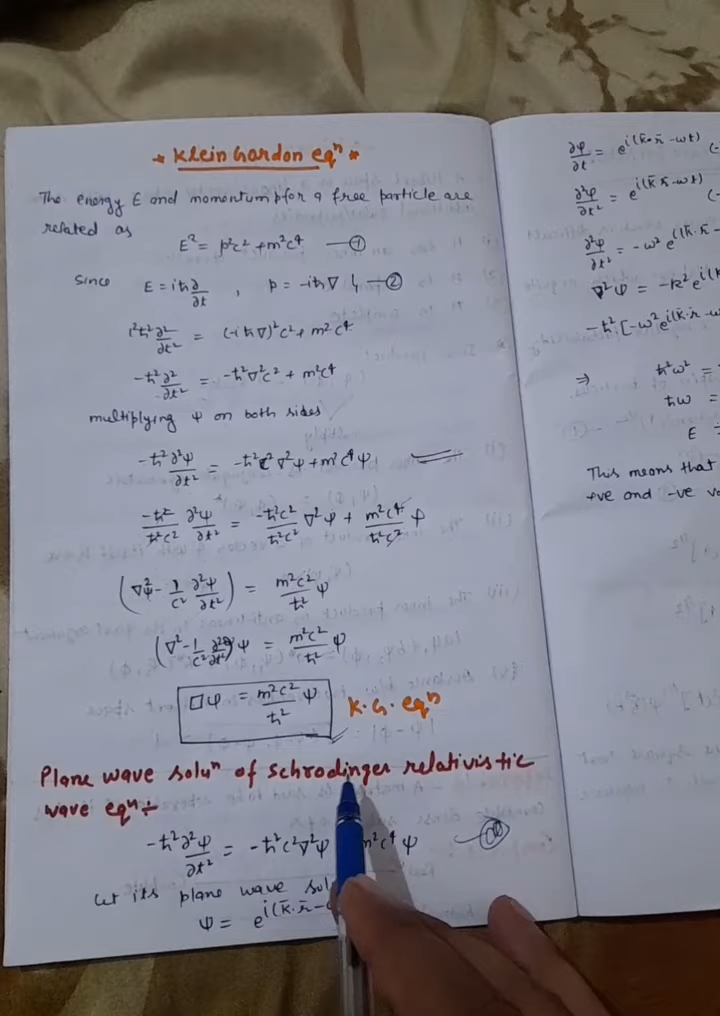 * Klein Gordon eqⁿ *
The energy E and momentum p for a free particle are
related as
E² = p²c² + m²c⁴ —①
Since E = iħ ∂/∂t , p = -iħ∇ } —②
i²ħ² ∂²/∂t² = (-iħ∇)²c² + m²c⁴
-ħ² ∂²/∂t² = -ħ²∇²c² + m²c⁴
multiplying ψ on both sides
-ħ² ∂²ψ/∂t² = -ħ²c²∇²ψ + m²c⁴ψ
-ħ²/ħ²c² ∂²ψ/∂t² = -ħ²c²/ħ²c² ∇²ψ + m²c⁴/ħ²c² ψ
(∇²ψ - 1/c² ∂²ψ/∂t²) = m²c²/ħ² ψ
(∇² - 1/c² ∂²/∂t²)ψ = m²c²/ħ² ψ
□ψ = m²c²/ħ² ψ K.G. eqⁿ
Plane wave soluⁿ of Schrodinger relativistic
wave eqⁿ ÷
-ħ² ∂²ψ/∂t² = -ħ²c²∇²ψ m²c⁴ψ
Let its plane wave solu
ψ = e^i(k̄·r̄ -
∂ψ/∂t = e^i(k̄·r̄ - ωt) (-
∂²ψ/∂t² = e^i(k̄·r̄ - ωt) (-
∂²ψ/∂t² = -ω² e^i(k̄·r̄ -
∇²ψ = -k² e^i(k
-ħ²[-ω² e^i(k̄·r̄ - ω
⇒ ħ²ω² =
ħω =
E =
This means that
+ve and -ve v